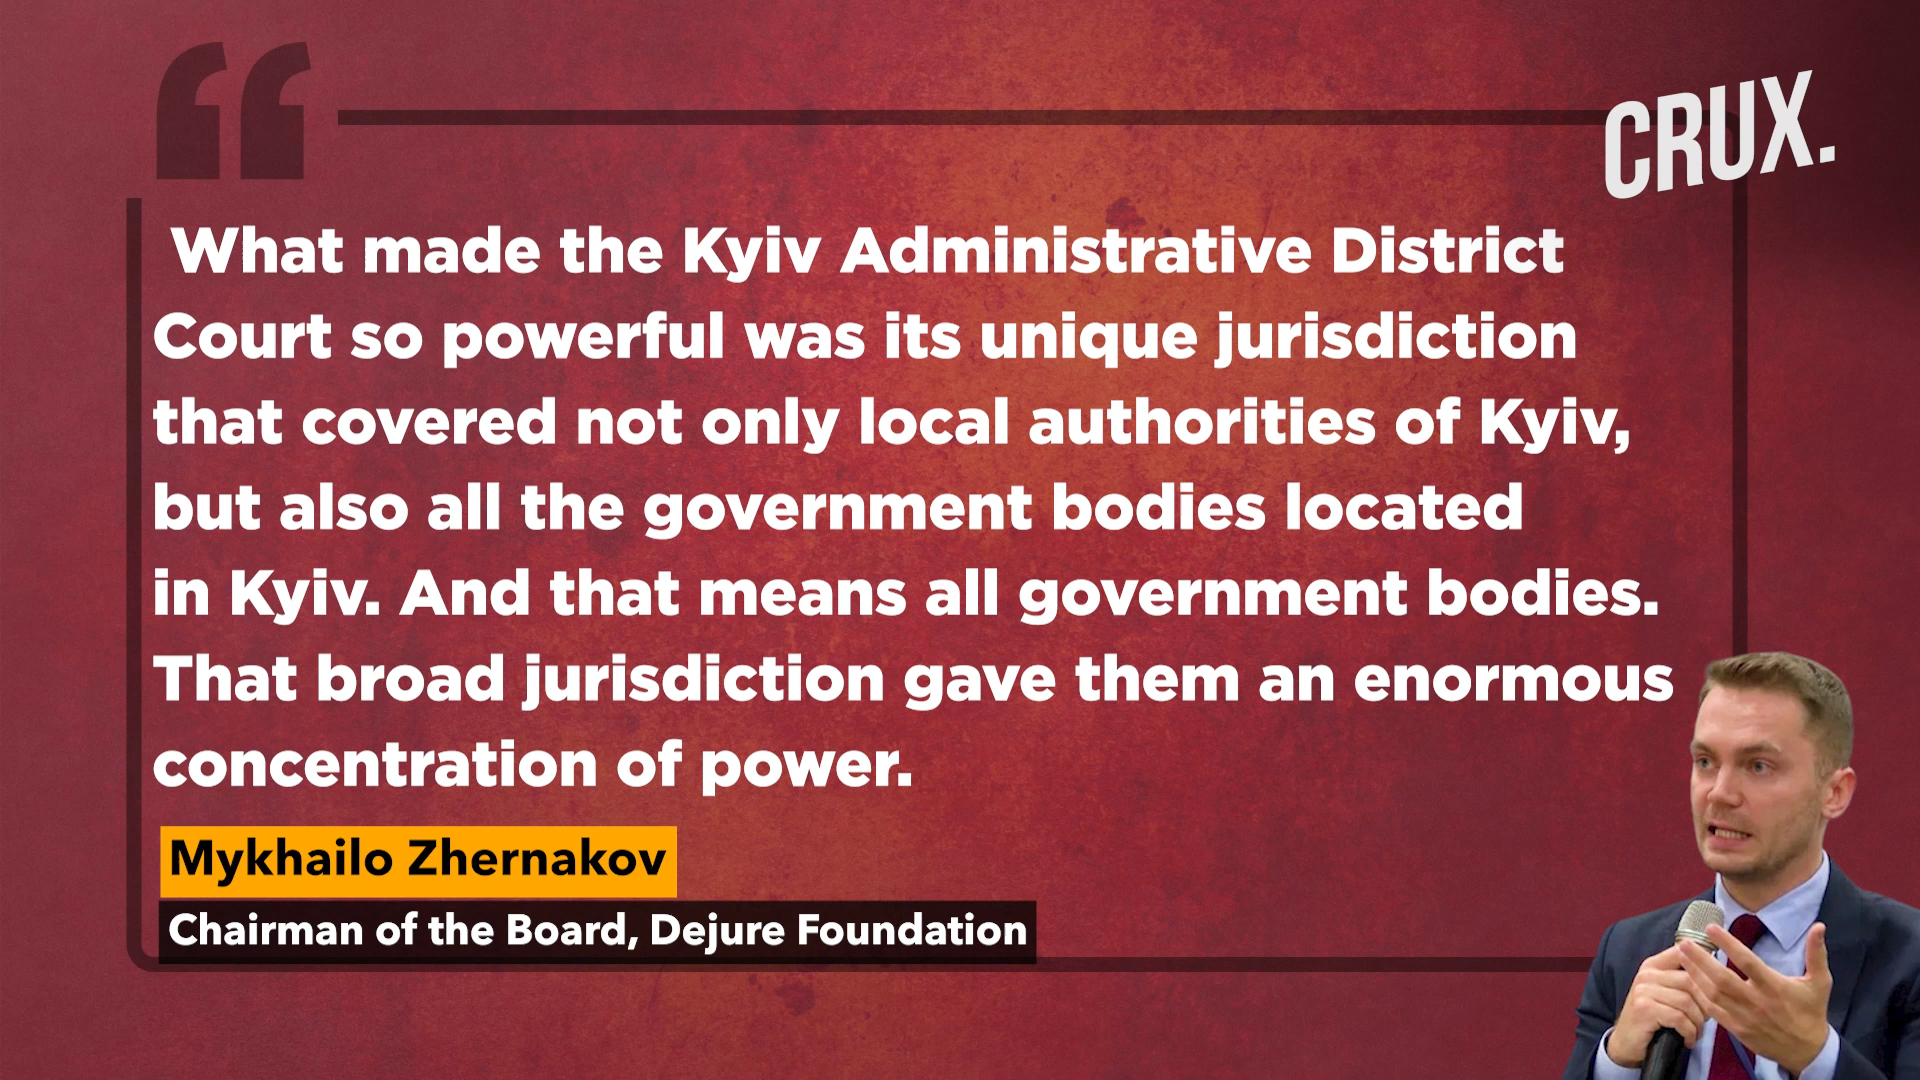 CRUX.
What made the Kyiv Administrative District
Court so powerful was its unique jurisdiction
that covered not only local authorities of Kyiv,
but also all the government bodies located
in Kyiv. And that means all government bodies.
That broad jurisdiction gave them an enormous
concentration of power.
Mykhailo Zhernakov
Chairman of the Board, Dejure Foundation